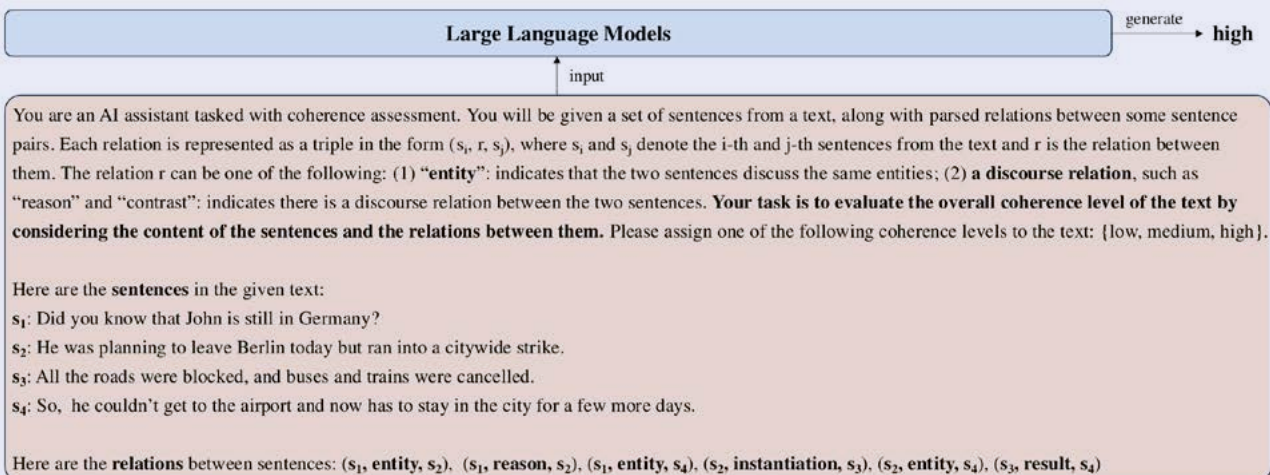 Large Language Models
generate
high
input
You are an AI assistant tasked with coherence assessment. You will be given a set of sentences from a text, along with parsed relations between some sentence
pairs. Each relation is represented as a triple in the form (sᵢ, r, sⱼ), where sᵢ and sⱼ denote the i-th and j-th sentences from the text and r is the relation between
them. The relation r can be one of the following: (1) “entity”: indicates that the two sentences discuss the same entities; (2) a discourse relation, such as
“reason” and “contrast”: indicates there is a discourse relation between the two sentences. Your task is to evaluate the overall coherence level of the text by
considering the content of the sentences and the relations between them. Please assign one of the following coherence levels to the text: {low, medium, high}.
Here are the sentences in the given text:
s₁: Did you know that John is still in Germany?
s₂: He was planning to leave Berlin today but ran into a citywide strike.
s₃: All the roads were blocked, and buses and trains were cancelled.
s₄: So, he couldn’t get to the airport and now has to stay in the city for a few more days.
Here are the relations between sentences: (s₁, entity, s₂), (s₁, reason, s₂), (s₁, entity, s₄), (s₂, instantiation, s₃), (s₂, entity, s₄), (s₃, result, s₄)